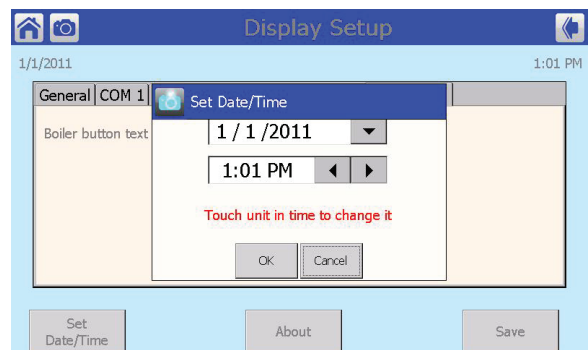 Display Setup
1/1/2011 1:01 PM
General COM 1
Set Date/Time
Boiler button text
1 / 1 /2011
1:01 PM
Touch unit in time to change it
OK Cancel
Set
Date/Time
About
Save